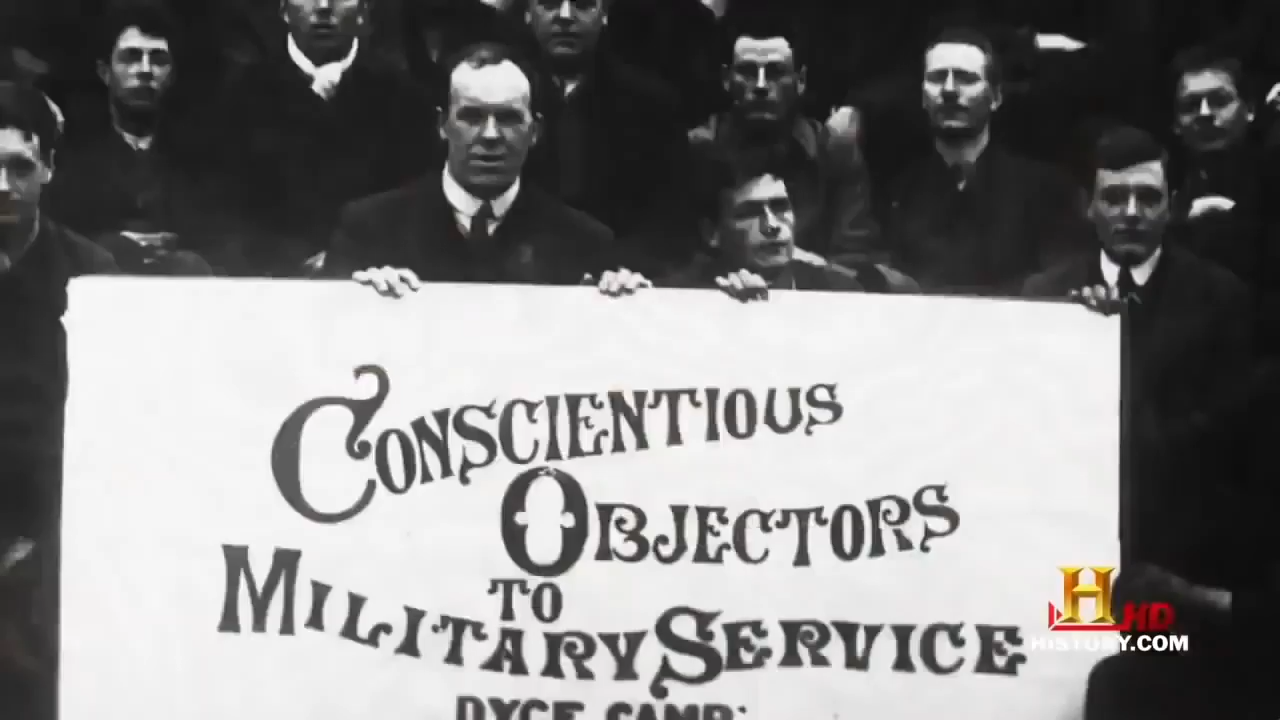 CONSCIENTIOUS
OBJECTORS
TO
MILITARY SERVICE
DYCE CAMP.
H HD
HISTORY.COM